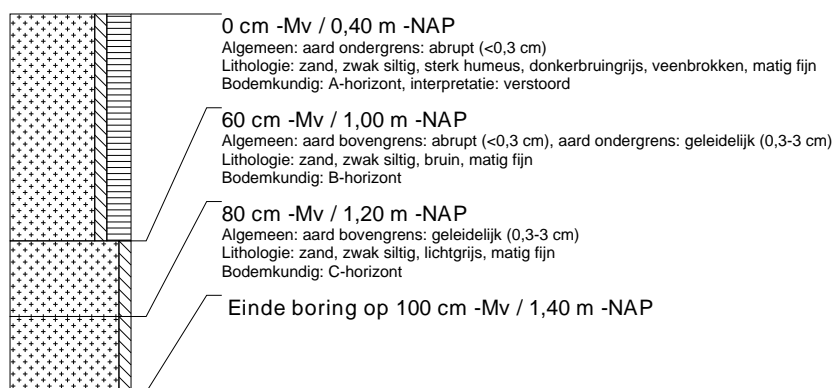 0 cm -Mv / 0,40 m -NAP
Algemeen: aard ondergrens: abrupt (<0,3 cm)
Lithologie: zand, zwak siltig, sterk humeus, donkerbruingrijs, veenbrokken, matig fijn
Bodemkundig: A-horizont, interpretatie: verstoord
60 cm -Mv / 1,00 m -NAP
Algemeen: aard bovengrens: abrupt (<0,3 cm), aard ondergrens: geleidelijk (0,3-3 cm)
Lithologie: zand, zwak siltig, bruin, matig fijn
Bodemkundig: B-horizont
80 cm -Mv / 1,20 m -NAP
Algemeen: aard bovengrens: geleidelijk (0,3-3 cm)
Lithologie: zand, zwak siltig, lichtgrijs, matig fijn
Bodemkundig: C-horizont
Einde boring op 100 cm -Mv / 1,40 m -NAP